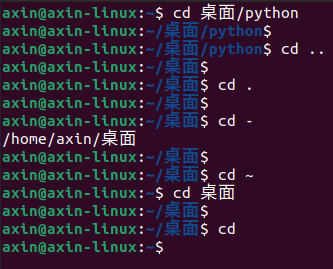 axin@axin-linux:~$ cd 桌面/python
axin@axin-linux:~/桌面/python$
axin@axin-linux:~/桌面/python$ cd ..
axin@axin-linux:~/桌面$
axin@axin-linux:~/桌面$ cd .
axin@axin-linux:~/桌面$
axin@axin-linux:~/桌面$ cd -
/home/axin/桌面
axin@axin-linux:~/桌面$
axin@axin-linux:~/桌面$ cd ~
axin@axin-linux:~$ cd 桌面
axin@axin-linux:~/桌面$
axin@axin-linux:~/桌面$ cd
axin@axin-linux:~$